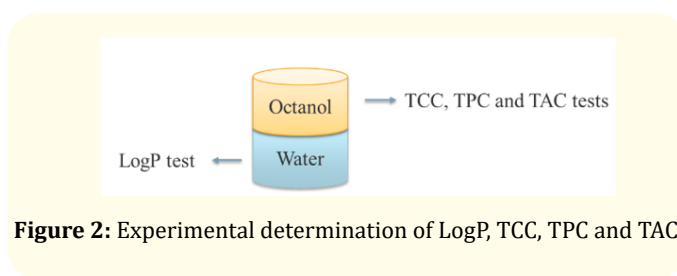 Octanol
TCC, TPC and TAC tests
LogP test
Water
Figure 2: Experimental determination of LogP, TCC, TPC and TAC